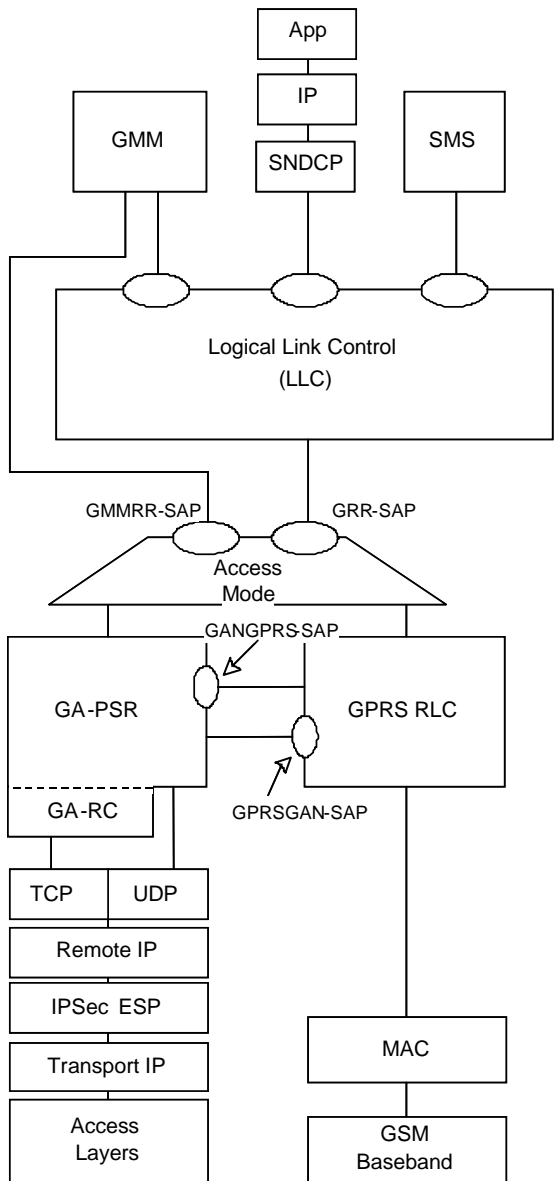 App
IP
GMM
SMS
SNDCP
Logical Link Control
(LLC)
GMMRR-SAP
GRR-SAP
Access
Mode
GANGPRS-SAP
GA-PSR
GPRS RLC
GA-RC
GPRSGAN-SAP
TCP
UDP
Remote IP
IPSec ESP
Transport IP
MAC
Access
Layers
GSM
Baseband